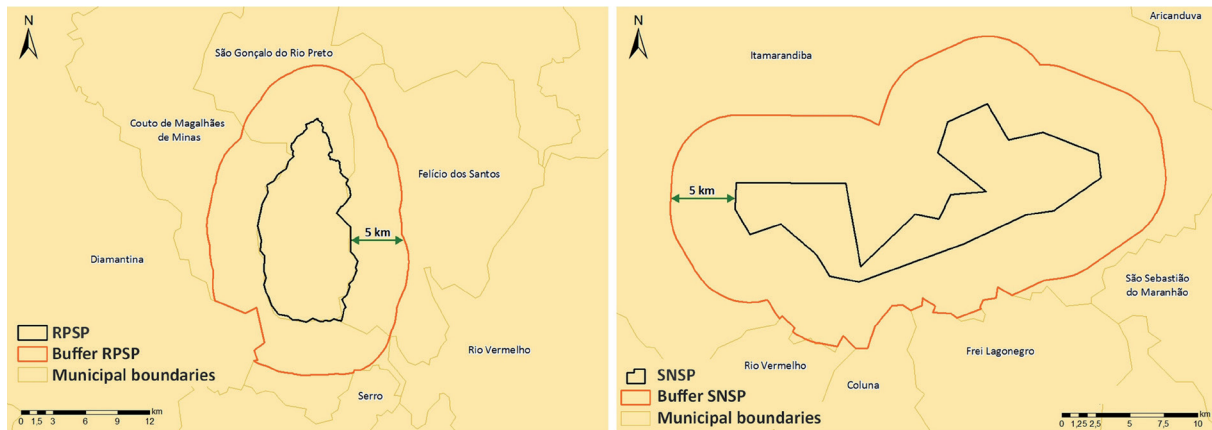 N
São Gonçalo do Rio Preto
Couto de Magalhães
de Minas
Felício dos Santos
5 km
Diamantina
RPSP
Buffer RPSP
Municipal boundaries
Rio Vermelho
Serro
km
0 1,5 3 6 9 12
N
Aricanduva
Itamarandiba
5 km
São Sebastião
do Maranhão
Frei Lagonegro
Rio Vermelho
Coluna
SNSP
Buffer SNSP
Municipal boundaries
km
0 1,25 2,5 5 7,5 10